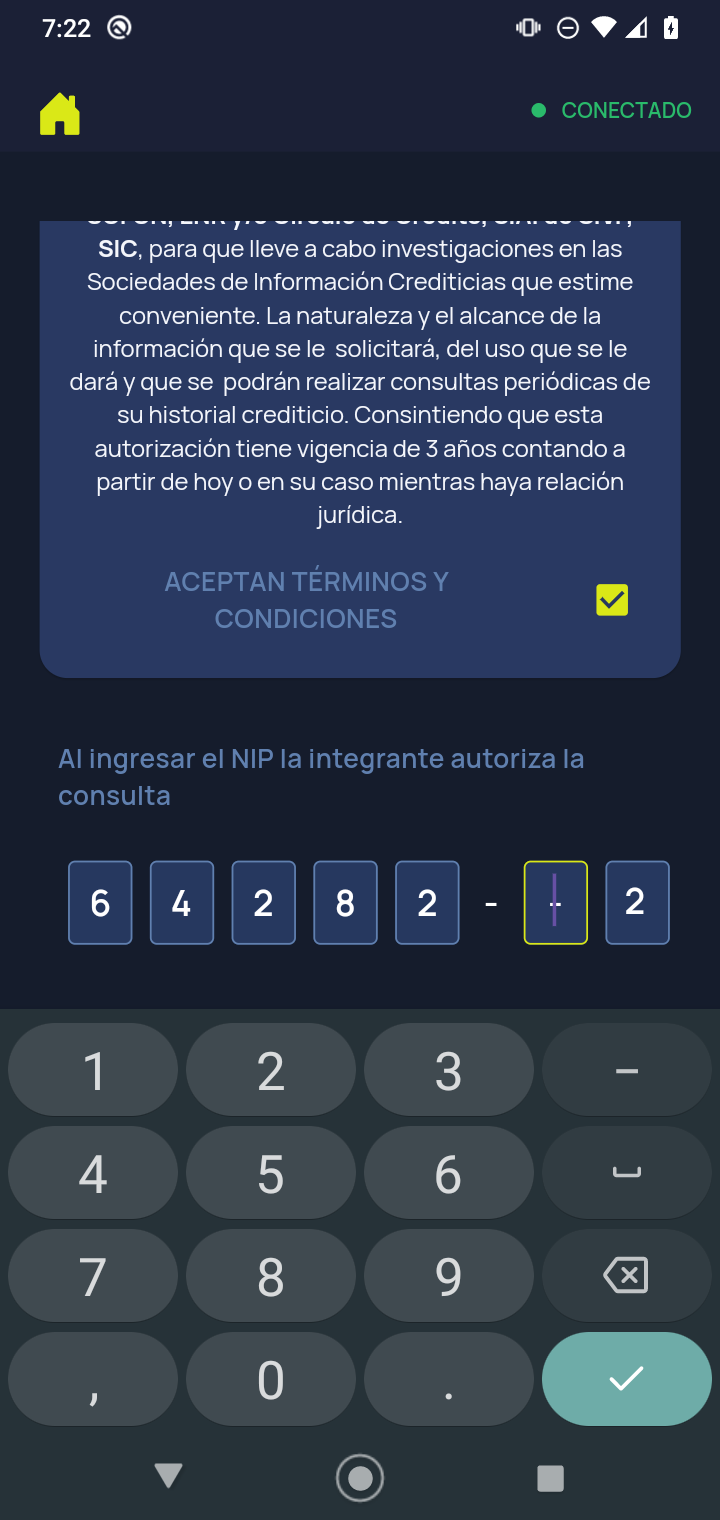 7:22
CONECTADO
SIC, para que lleve a cabo investigaciones en las
Sociedades de Información Crediticias que estime
conveniente. La naturaleza y el alcance de la
información que se le solicitará, del uso que se le
dará y que se podrán realizar consultas periódicas de
su historial crediticio. Consintiendo que esta
autorización tiene vigencia de 3 años contando a
partir de hoy o en su caso mientras haya relación
jurídica.
ACEPTAN TÉRMINOS Y
CONDICIONES
Al ingresar el NIP la integrante autoriza la
consulta
6 4 2 8 2 - - 2
1 2 3 -
4 5 6
7 8 9
, 0 .